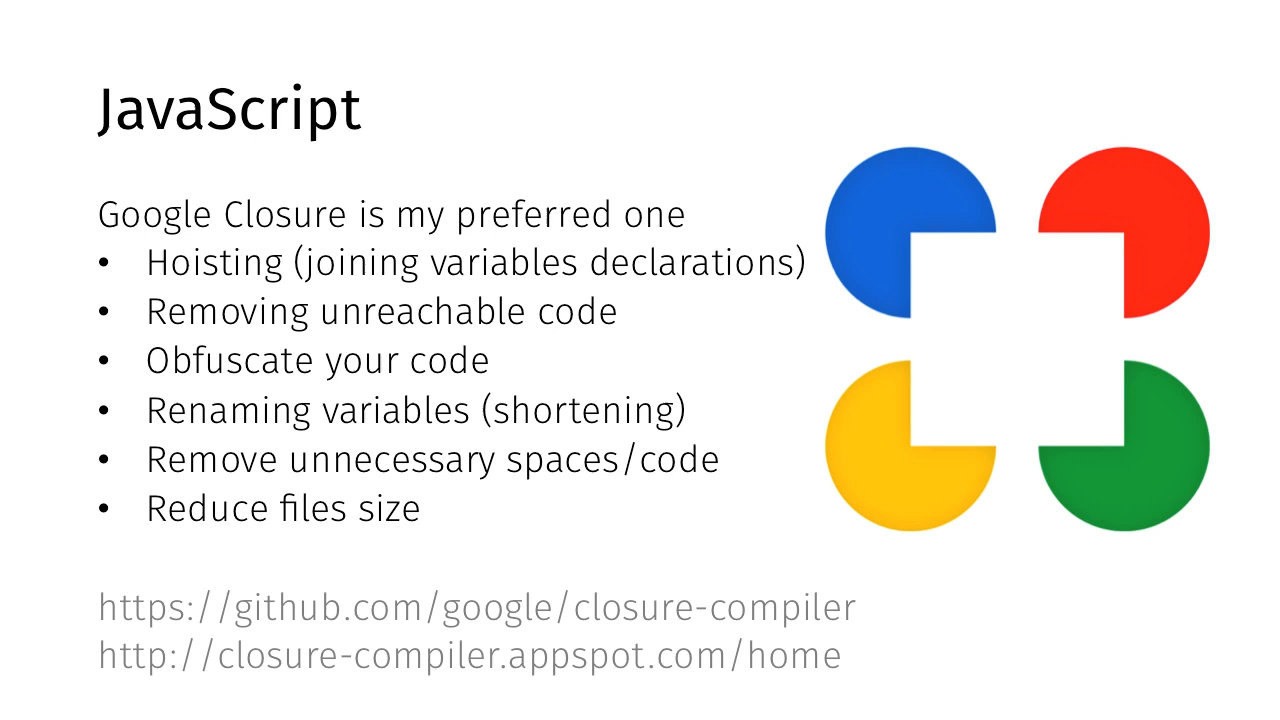 JavaScript
Google Closure is my preferred one
• Hoisting (joining variables declarations)
• Removing unreachable code
• Obfuscate your code
• Renaming variables (shortening)
• Remove unnecessary spaces/code
• Reduce files size
https://github.com/google/closure-compiler
http://closure-compiler.appspot.com/home